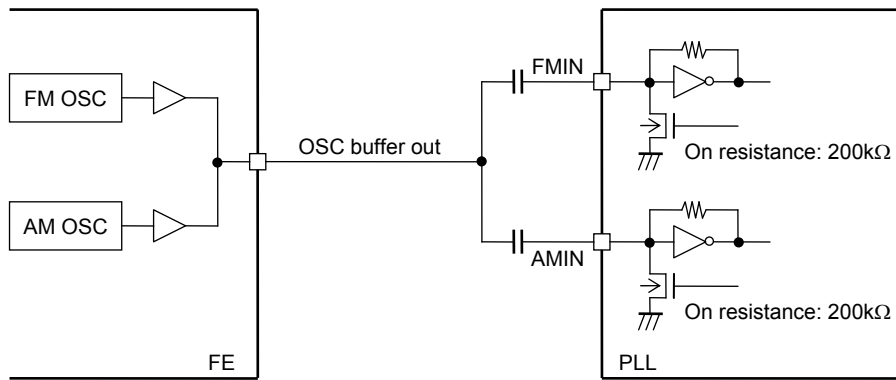 FM OSC
AM OSC
FE
OSC buffer out
FMIN
AMIN
On resistance: 200kΩ
On resistance: 200kΩ
PLL